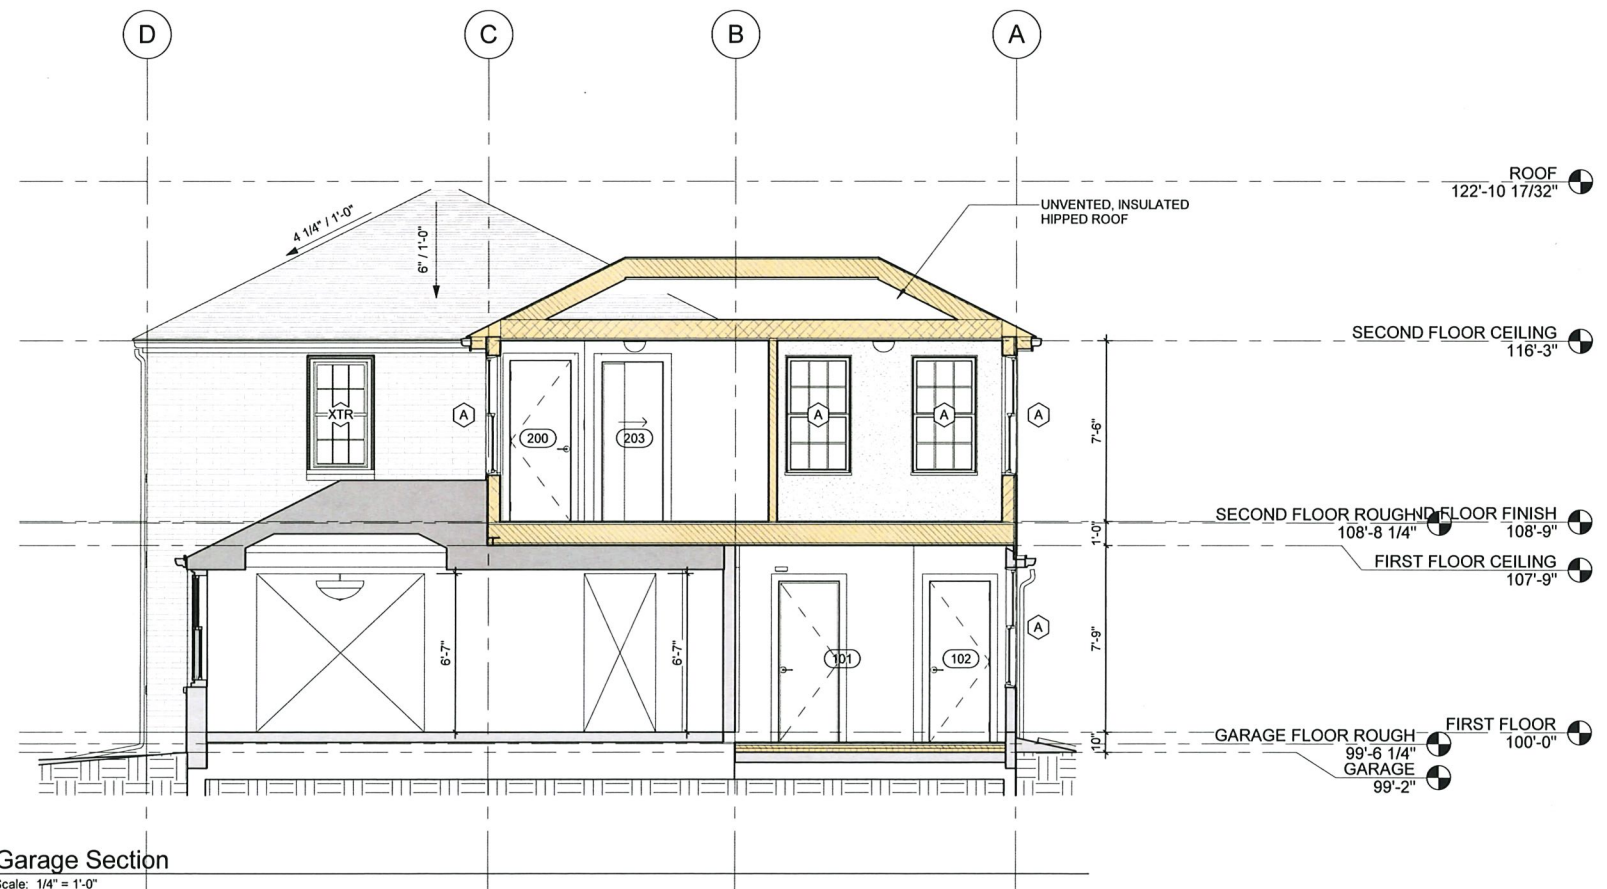 D
C
B
A
ROOF
122'-10 17/32"
4 1/4" / 1'-0"
6" / 1'-0"
UNVENTED, INSULATED
HIPPED ROOF
SECOND FLOOR CEILING
116'-3"
XTR
A
200
203
A
A
A
7'-6"
SECOND FLOOR ROUGH
108'-8 1/4"
ND FLOOR FINISH
108'-9"
1'-0"
FIRST FLOOR CEILING
107'-9"
6'-7"
6'-7"
101
102
A
7'-9"
FIRST FLOOR
100'-0"
GARAGE FLOOR ROUGH
99'-6 1/4"
10"
GARAGE
99'-2"
Garage Section
Scale: 1/4" = 1'-0"